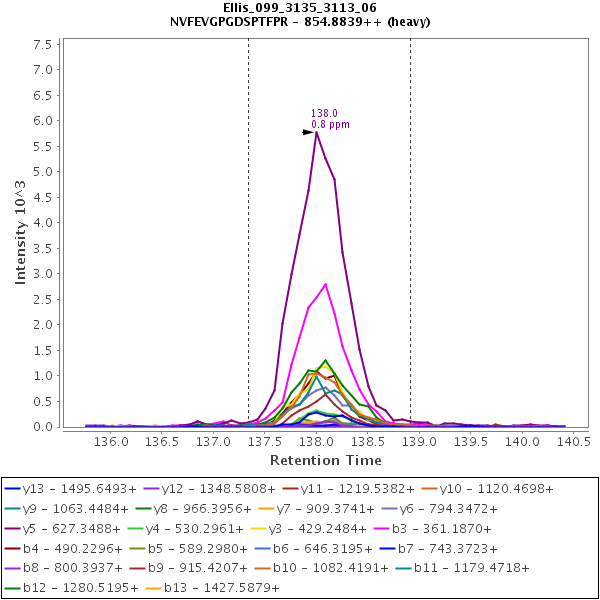 Ellis_099_3135_3113_06
NVFEVGPGDSPTFPR - 854.8839++ (heavy)
7.5
7.0
6.5
6.0
5.5
5.0
4.5
4.0
3.5
3.0
2.5
2.0
1.5
1.0
0.5
0.0
Intensity 10^3
138.0
0.8 ppm
136.0 136.5 137.0 137.5 138.0 138.5 139.0 139.5 140.0 140.5
Retention Time
y13 - 1495.6493+ y12 - 1348.5808+ y11 - 1219.5382+ y10 - 1120.4698+
y9 - 1063.4484+ y8 - 966.3956+ y7 - 909.3741+ y6 - 794.3472+
y5 - 627.3488+ y4 - 530.2961+ y3 - 429.2484+ b3 - 361.1870+
b4 - 490.2296+ b5 - 589.2980+ b6 - 646.3195+ b7 - 743.3723+
b8 - 800.3937+ b9 - 915.4207+ b10 - 1082.4191+ b11 - 1179.4718+
b12 - 1280.5195+ b13 - 1427.5879+